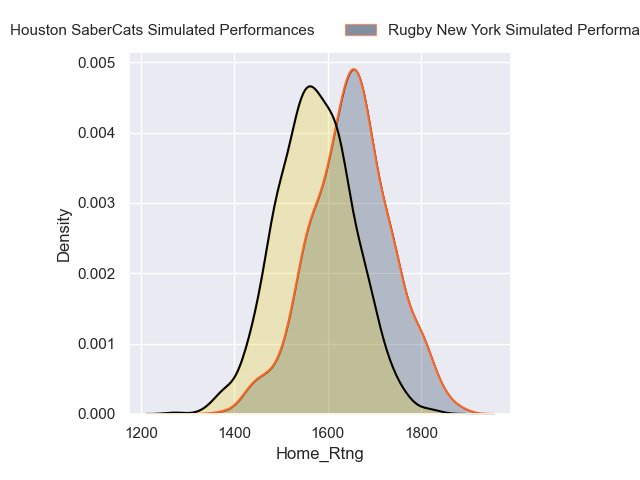 Houston SaberCats Simulated Performances Rugby New York Simulated Performa
0.005
0.004
0.003
0.002
0.001
0.000
Density
1200 1400 1600 1800
Home_Rtng